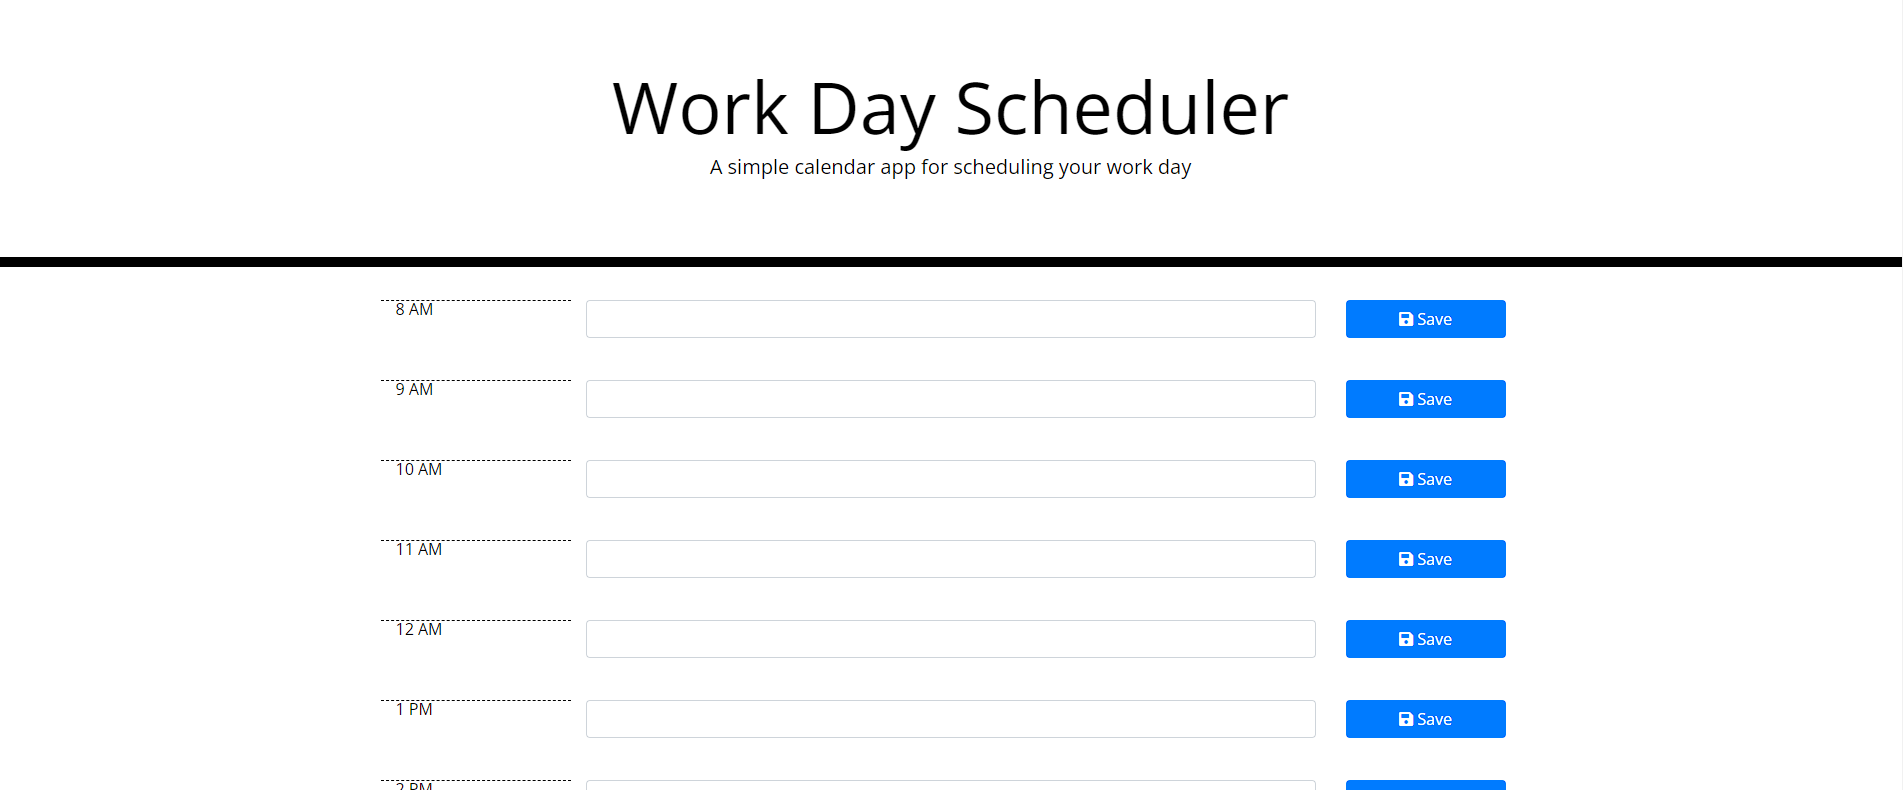 Work Day Scheduler
A simple calendar app for scheduling your work day
8 AM Save
9 AM Save
10 AM Save
11 AM Save
12 AM Save
1 PM Save
2 PM